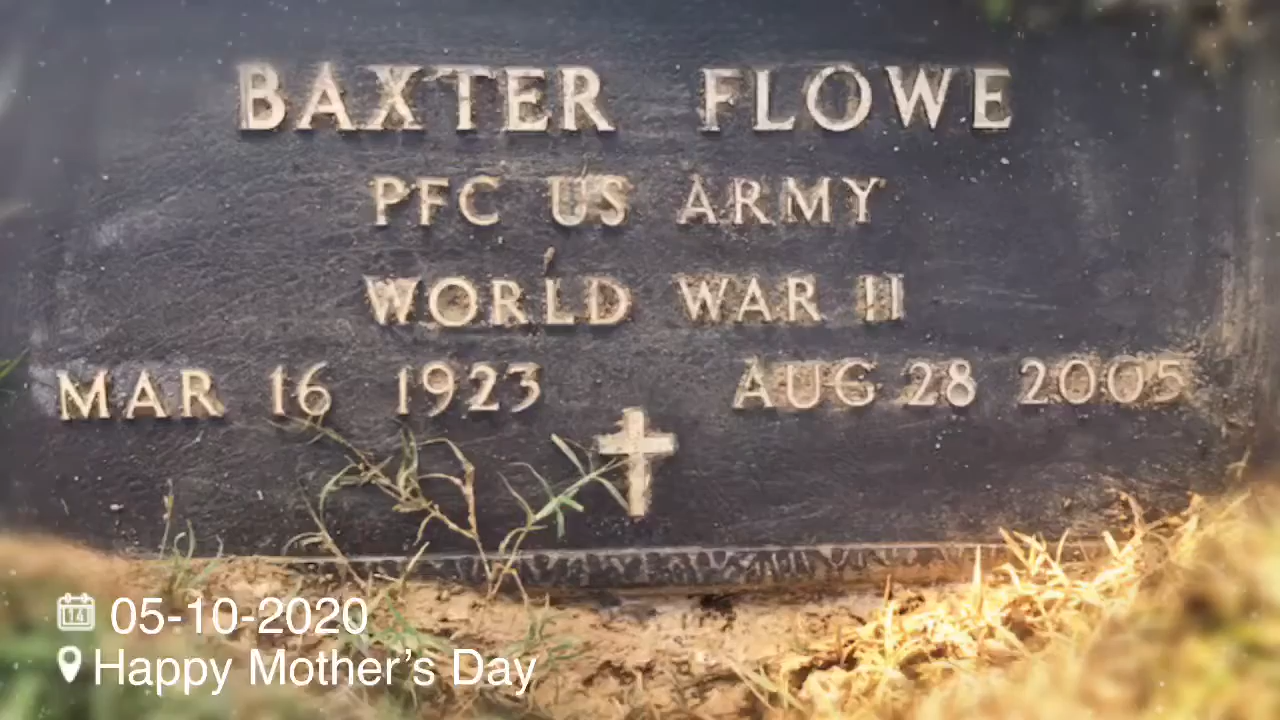 BAXTER FLOWE
PFC US ARMY
WORLD WAR II
MAR 16 1923 AUG 28 2005
14 05-10-2020
Happy Mother's Day